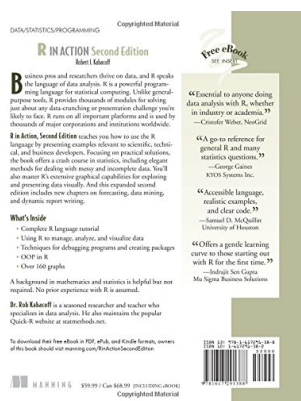 Copyrighted Material
DATA/STATISTICS/PROGRAMMING
R IN ACTION Second Edition
Robert I. Kabacoff
Business pros and researchers thrive on data, and R speaks
the language of data analysis. R is a powerful program-
ming language for statistical computing. Unlike general-
purpose tools, R provides thousands of modules for solving
just about any data-crunching or presentation challenge you're
likely to face. R runs on all important platforms and is used by
thousands of major corporations and institutions worldwide.
R in Action, Second Edition teaches you how to use the R
language by presenting examples relevant to scientific, techni-
cal, and business developers. Focusing on practical solutions,
the book offers a crash course in statistics, including elegant
methods for dealing with messy and incomplete data. You'll
also master R's extensive graphical capabilities for exploring
and presenting data visually. And this expanded second
edition includes new chapters on forecasting, data mining,
and dynamic report writing.
What's Inside
• Complete R language tutorial
• Using R to manage, analyze, and visualize data
• Techniques for debugging programs and creating packages
• OOP in R
• Over 160 graphs
A background in mathematics and statistics is helpful but not
required. No prior experience with R is assumed.
Dr. Rob Kabacoff is a seasoned researcher and teacher who
specializes in data analysis. He also maintains the popular
Quick-R website at statmethods.net.
To download their free eBook in PDF, ePub, and Kindle formats, owners
of this book should visit manning.com/RinActionSecondEdition
MANNING
$59.99 / Can $68.99 [INCLUDING eBOOK]
Free eBook
SEE INSERT
“Essential to anyone doing
data analysis with R, whether
in industry or academia.”
—Cristofer Weber, NeoGrid
“A go-to reference for
general R and many
statistics questions.”
—George Gaines
KYOS Systems Inc.
“Accessible language,
realistic examples,
and clear code.”
—Samuel D. McQuillin
University of Houston
“Offers a gentle learning
curve to those starting out
with R for the first time.”
—Indrajit Sen Gupta
Mu Sigma Business Solutions
Copyrighted Material